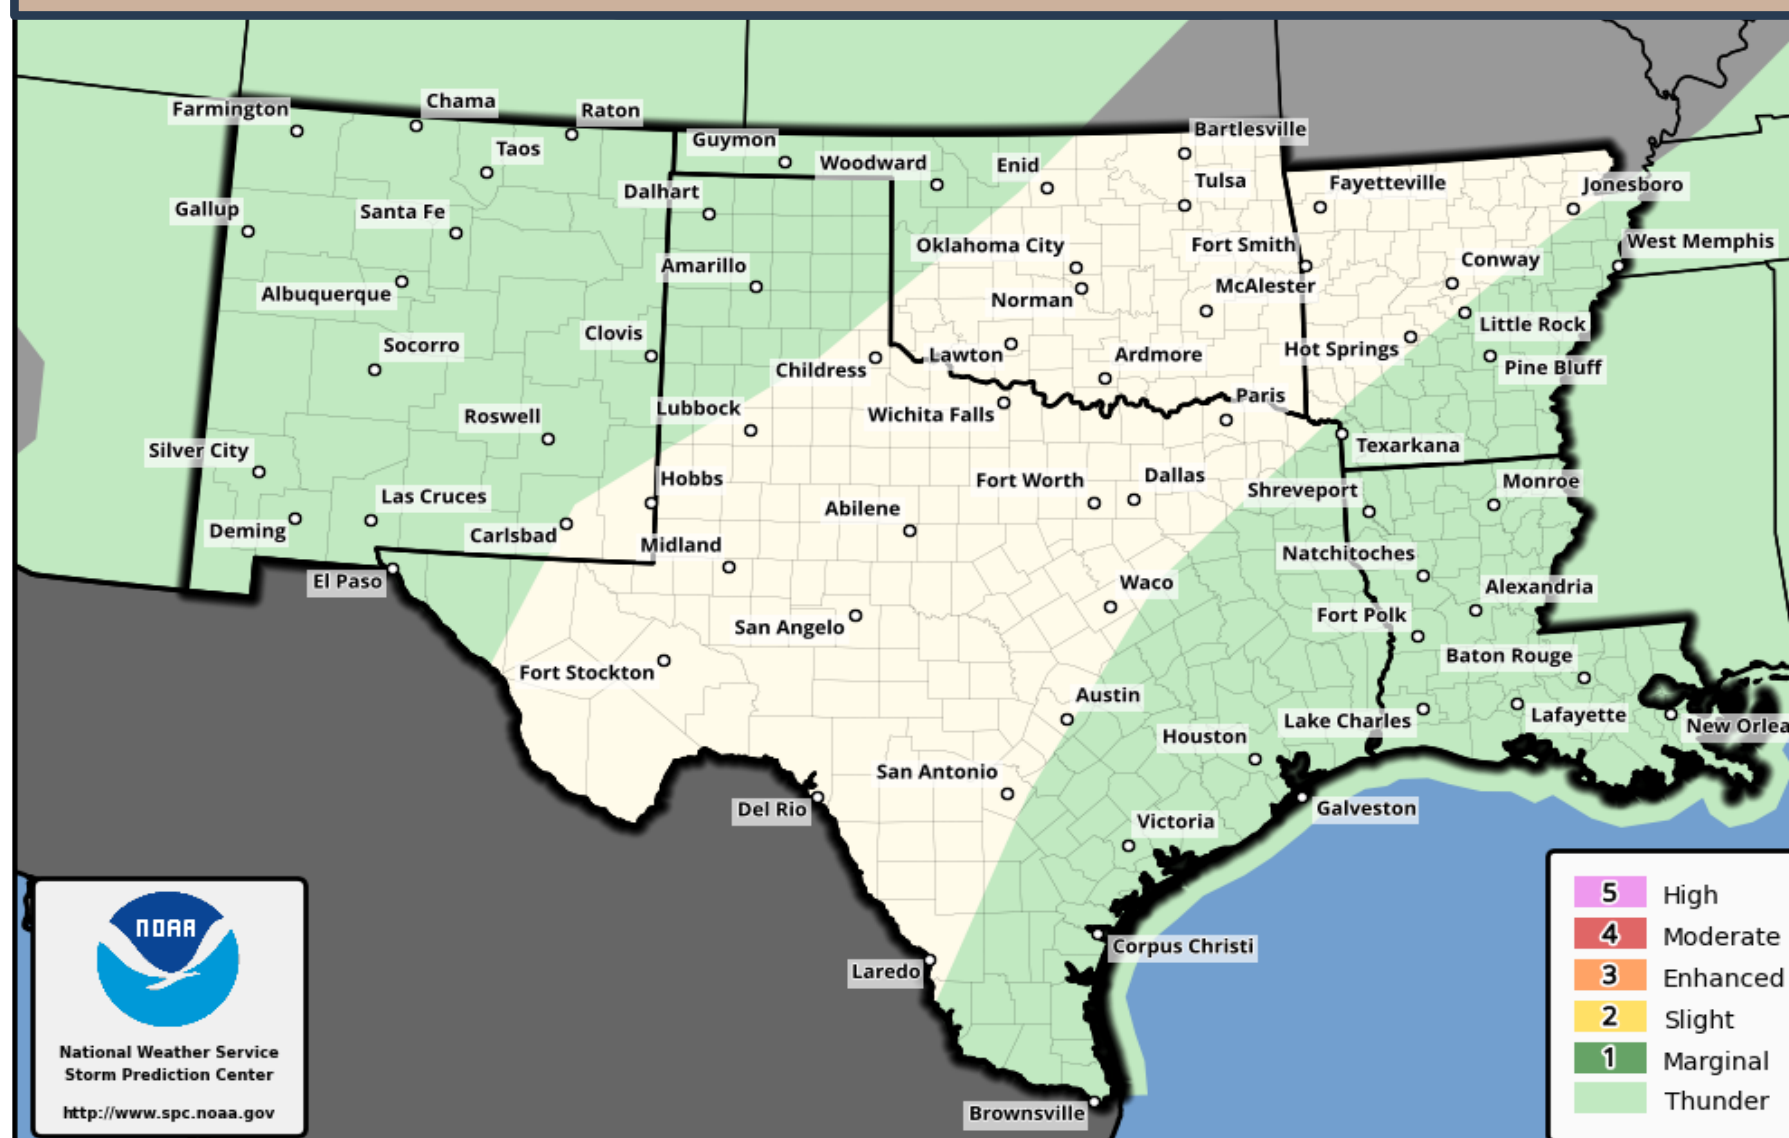 Farmington
Chama
Raton
Taos
Guymon
Woodward
Enid
Bartlesville
Tulsa
Fayetteville
Jonesboro
Gallup
Santa Fe
Dalhart
Oklahoma City
Fort Smith
West Memphis
Albuquerque
Amarillo
Norman
McAlester
Conway
Socorro
Clovis
Childress
Lawton
Ardmore
Hot Springs
Little Rock
Pine Bluff
Roswell
Lubbock
Wichita Falls
Paris
Texarkana
Silver City
Las Cruces
Hobbs
Fort Worth
Dallas
Shreveport
Monroe
Deming
Carlsbad
Midland
Abilene
Natchitoches
El Paso
San Angelo
Waco
Fort Polk
Alexandria
Fort Stockton
Austin
Baton Rouge
Houston
Lake Charles
Lafayette
New Orlea
Del Rio
San Antonio
Victoria
Galveston
Laredo
Corpus Christi
Brownsville
NOAA
National Weather Service
Storm Prediction Center
http://www.spc.noaa.gov
5 High
4 Moderate
3 Enhanced
2 Slight
1 Marginal
Thunder